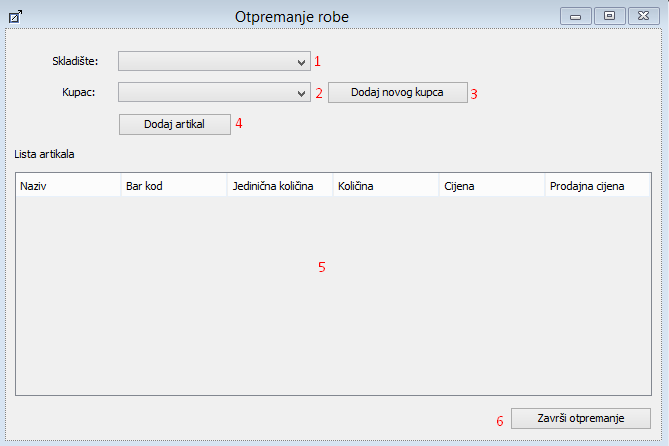 Otpremanje robe
Skladište: 1
Kupac: 2 Dodaj novog kupca 3
Dodaj artikal 4
Lista artikala
Naziv Bar kod Jedinična količina Količina Cijena Prodajna cijena
5
6 Završi otpremanje